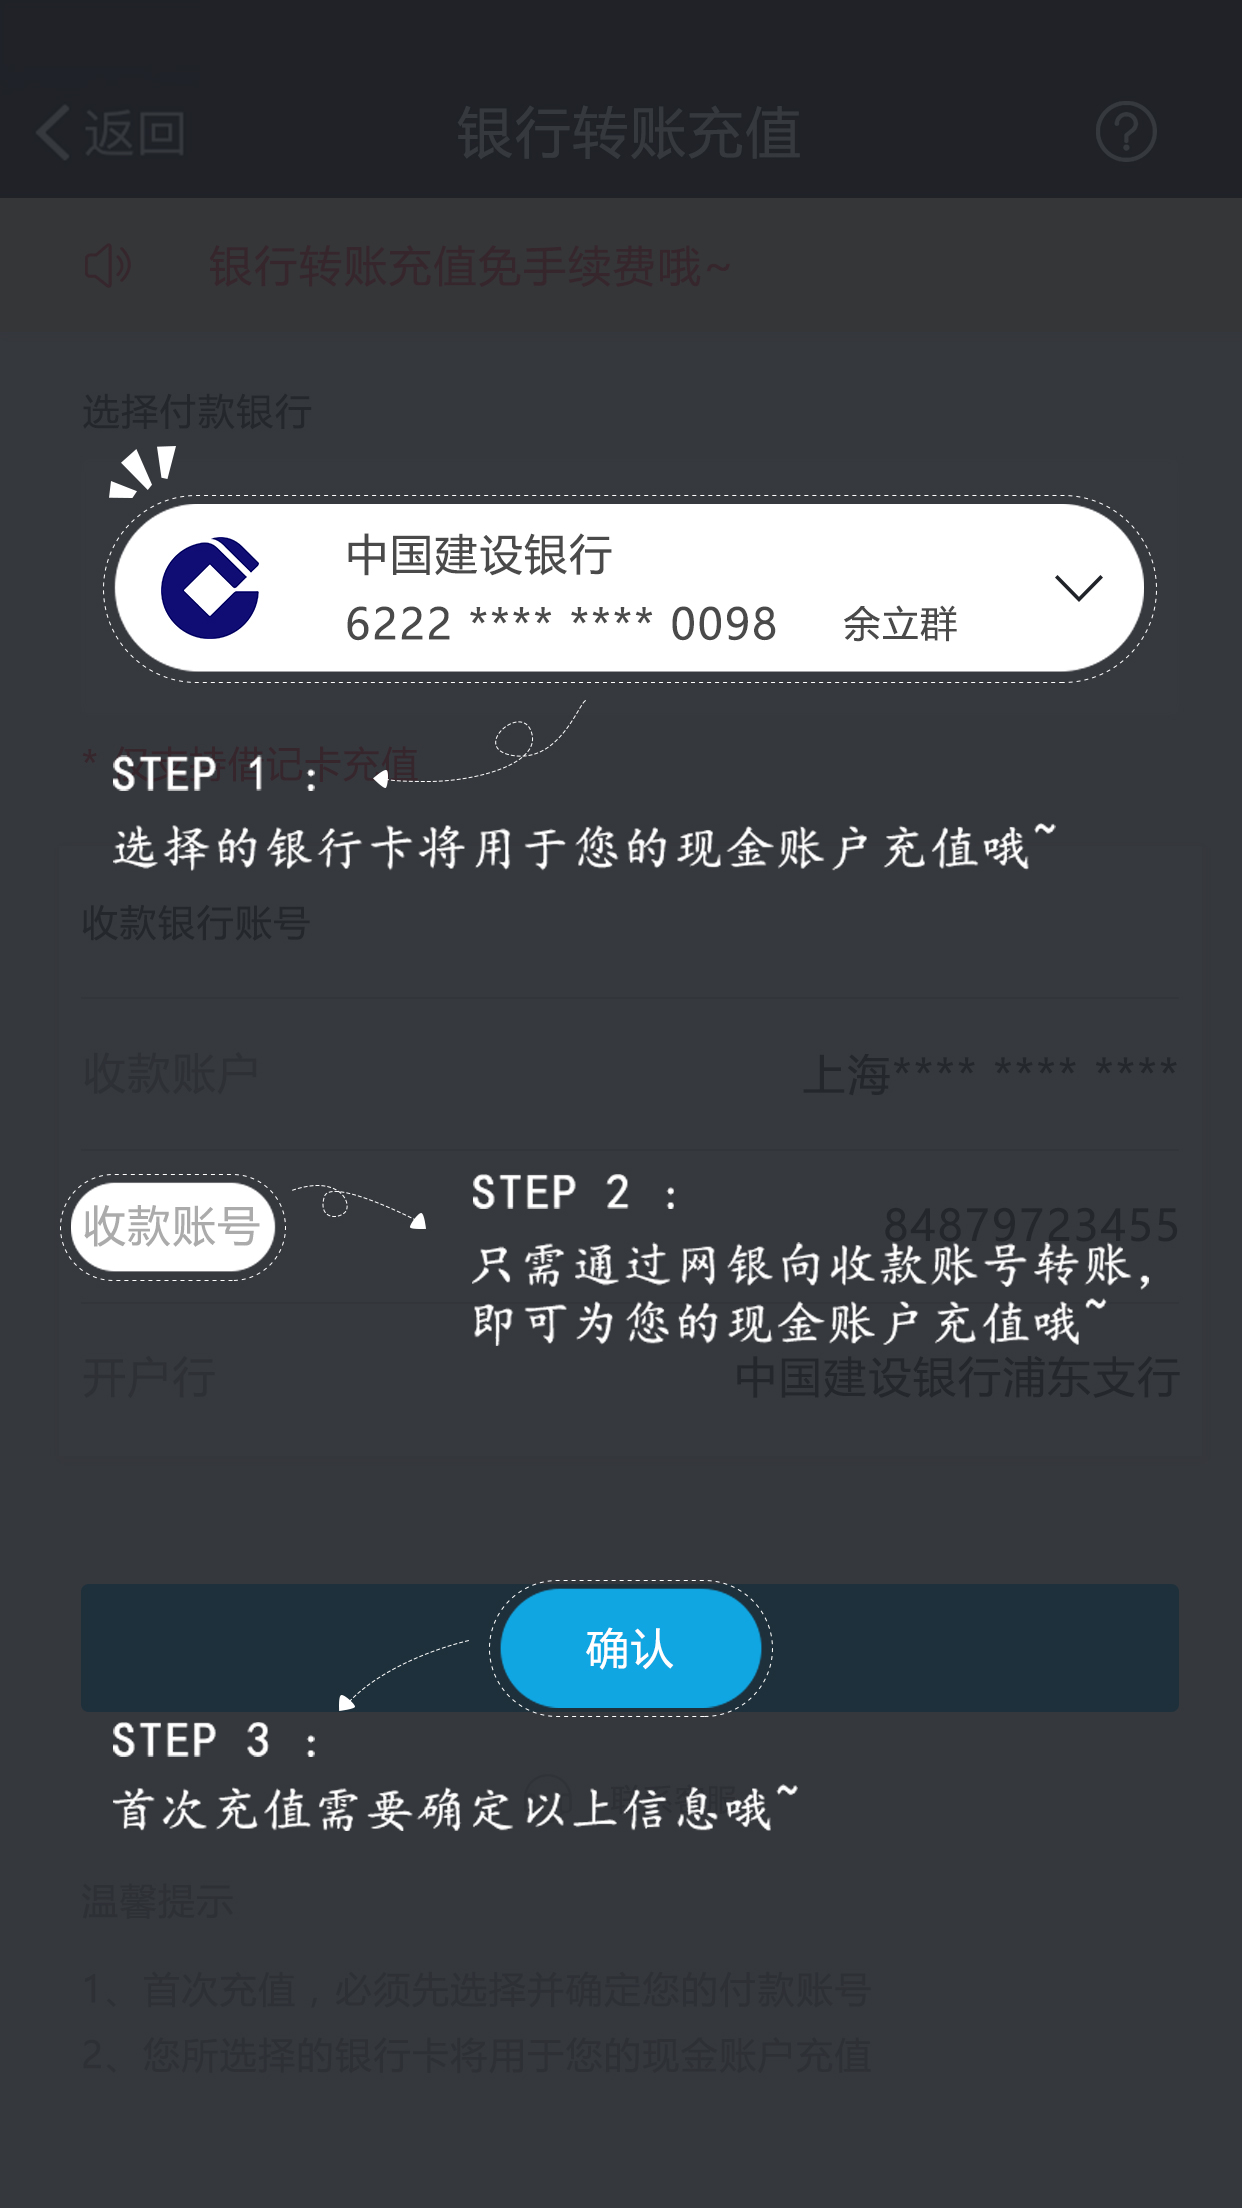 返回
银行转账充值
?
银行转账充值免手续费哦~
选择付款银行
中国建设银行
6222 **** **** 0098 余立群
* 仅支持借记卡充值
STEP 1 :
选择的银行卡将用于您的现金账户充值哦~
收款银行账号
收款账户 上海**** **** ****
STEP 2 :
收款账号 84879723455
只需通过网银向收款账号转账,
即可为您的现金账户充值哦~
开户行 中国建设银行浦东支行
确认
STEP 3 :
联系客服
首次充值需要确定以上信息哦~
温馨提示
1、首次充值，必须先选择并确定您的付款账号
2、您所选择的银行卡将用于您的现金账户充值